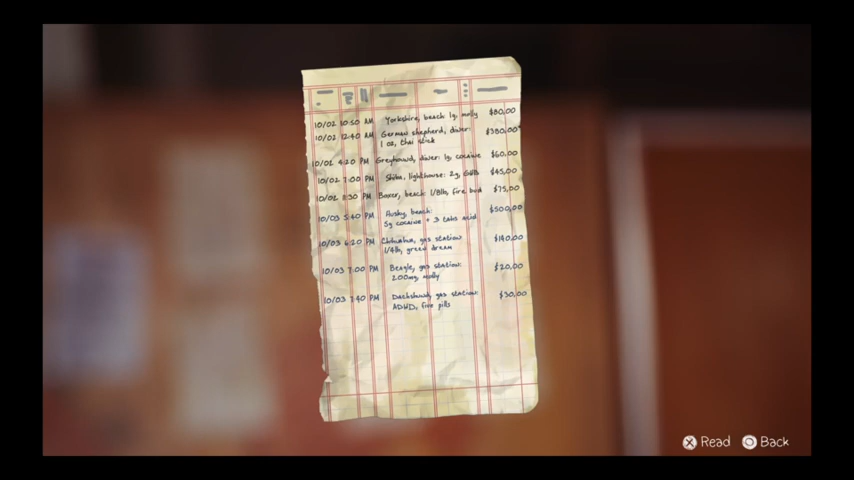 10/02 10:50 AM Yorkshire, beach: 1g, molly $80,00
10/02 12:40 AM German shepherd, diner: $380,00
1 oz, thai stick
10/02 4:20 PM Greyhound, diner: 1g cocaine $60,00
10/02 7:00 PM Shiba, lighthouse: 2g, $45,00
10/02 8:30 PM Boxer, beach: 1/8lb, fire bud $75,00
10/03 5:40 PM Husky, beach: $500,00
5g cocaine + 3 tabs acid
10/03 6:20 PM Chihuahua, gas station: $140,00
1/4lb, green dream
10/03 7:00 PM Beagle, gas station: $20,00
200mg, molly
10/03 7:40 PM Dachshund, gas station: $30,00
ADHD, five pills
Read Back